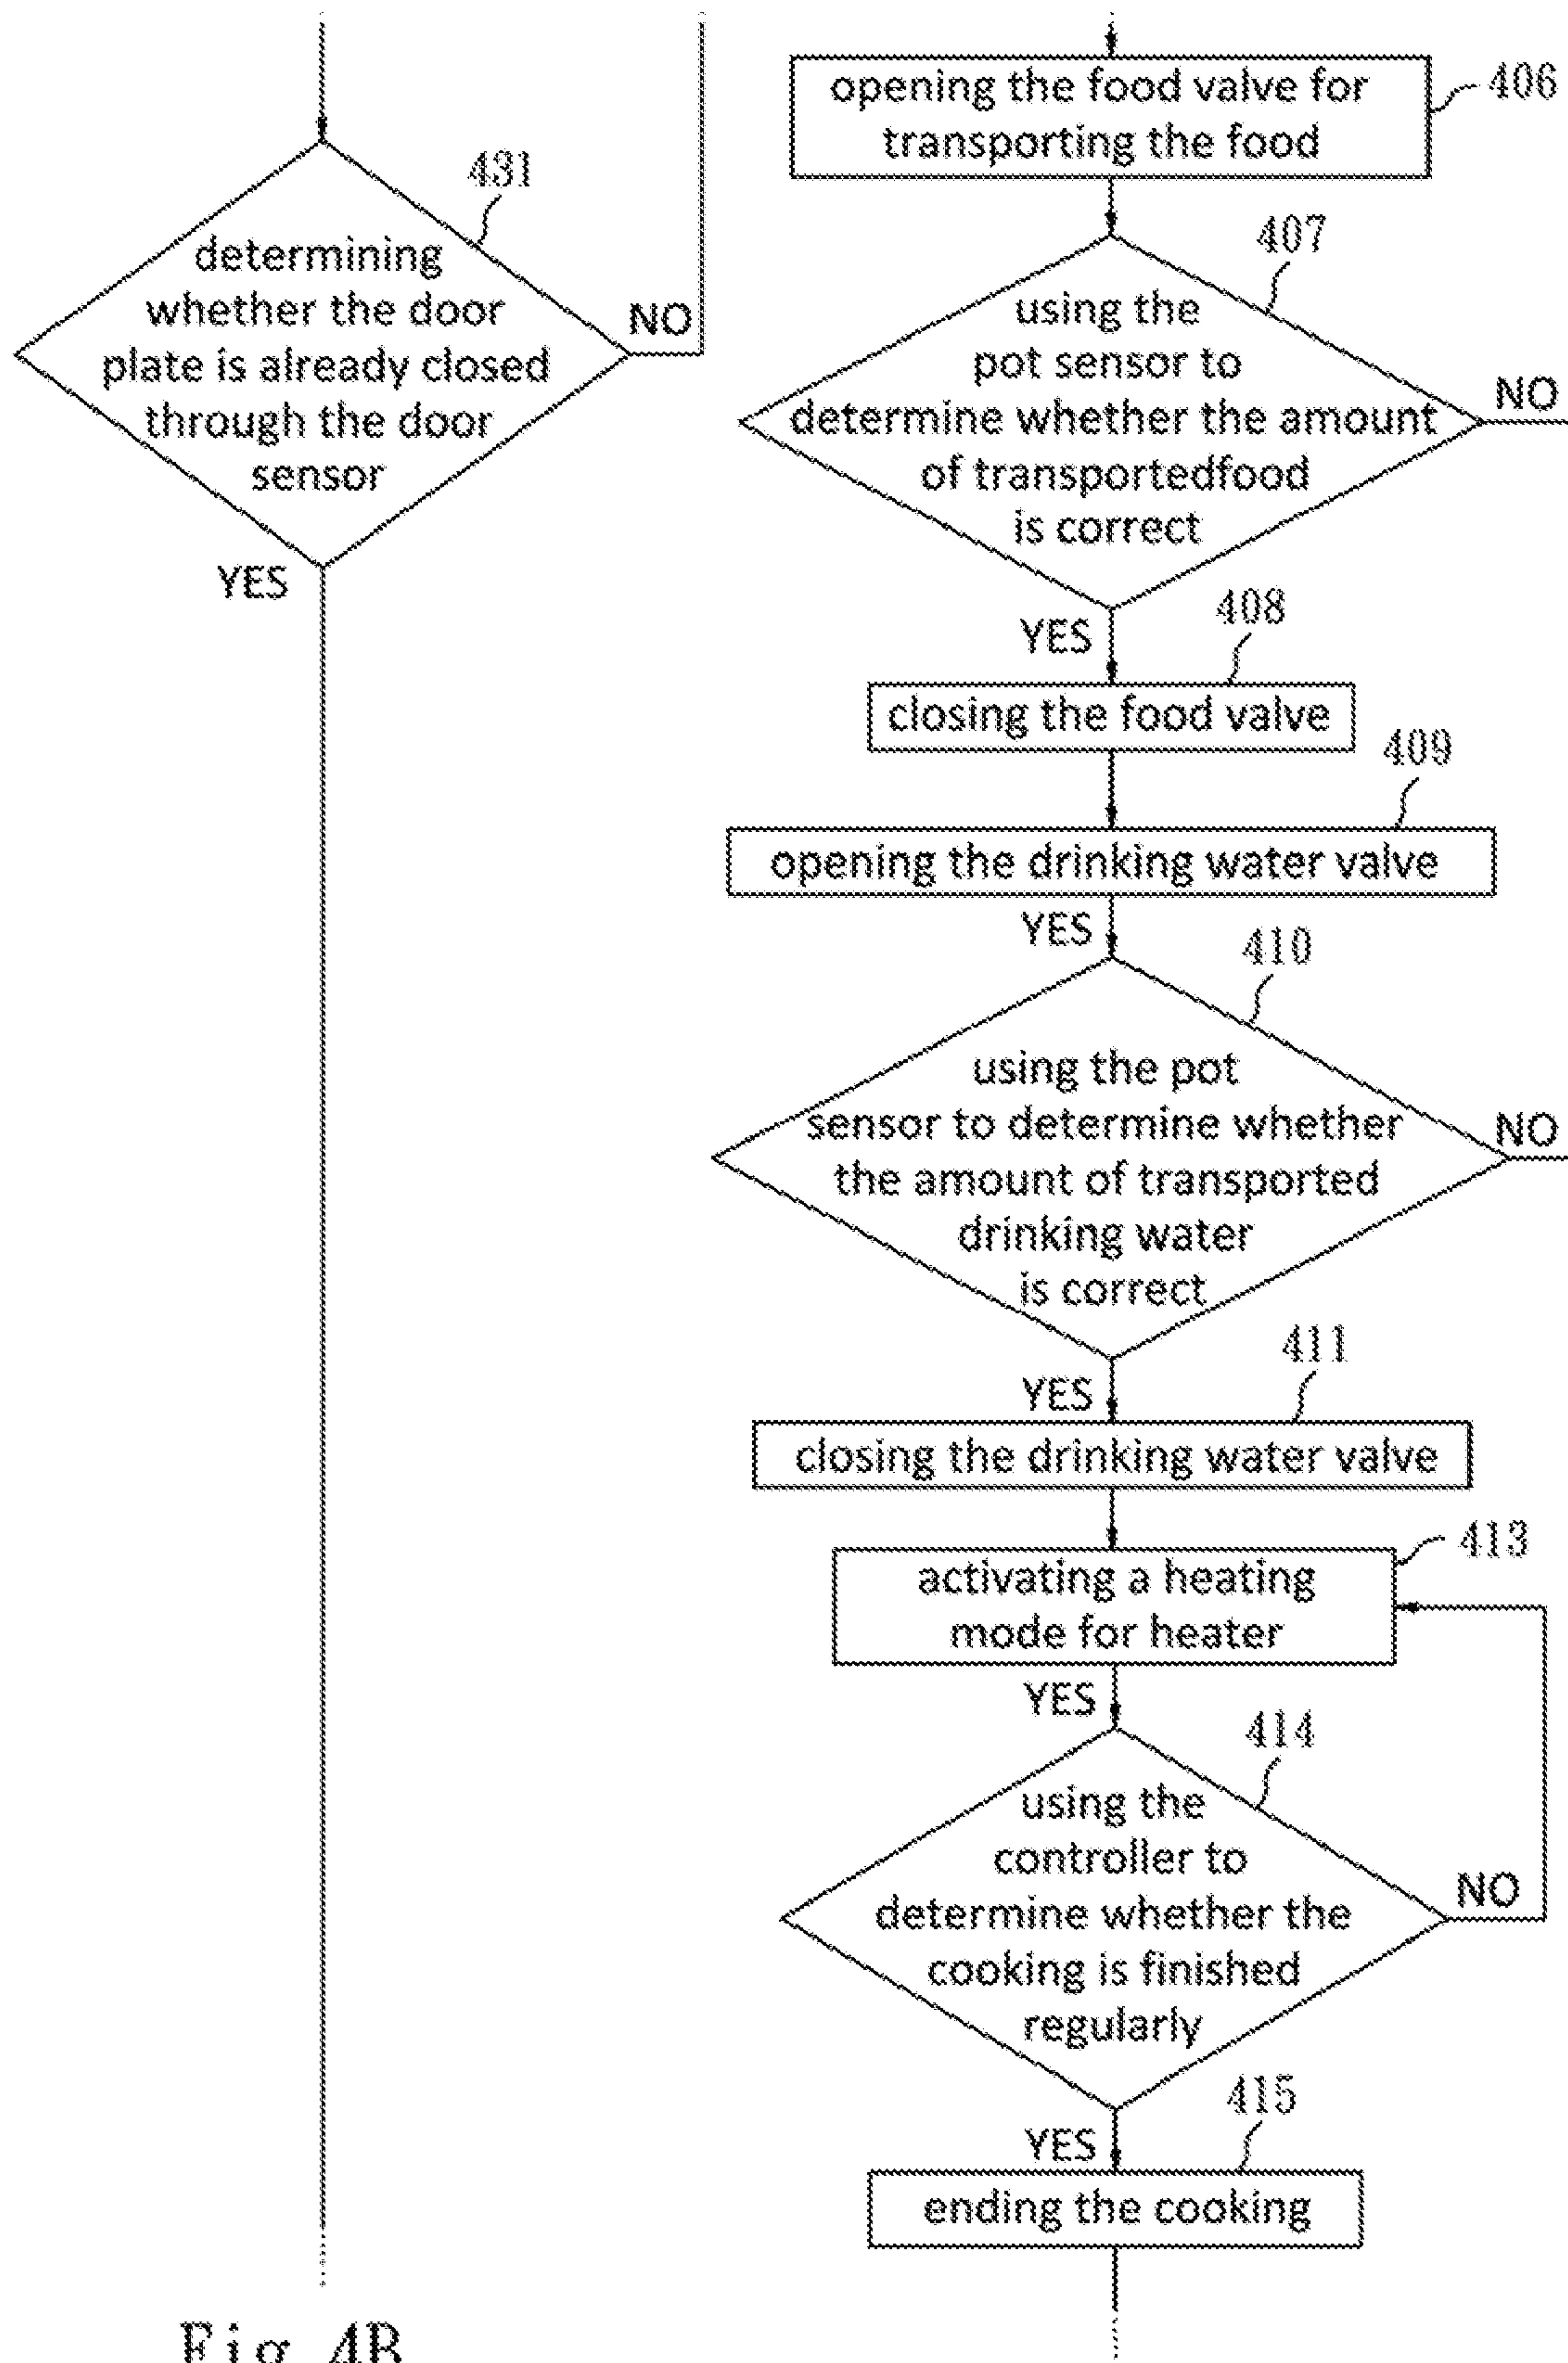 431
determining
whether the door
plate is already closed
through the door
sensor
NO
YES
opening the food valve for
transporting the food
406
407
using the
pot sensor to
determine whether the amount
of transportedfood
is correct
NO
YES
408
closing the food valve
409
opening the drinking water valve
YES
410
using the pot
sensor to determine whether
the amount of transported
drinking water
is correct
NO
YES
411
closing the drinking water valve
413
activating a heating
mode for heater
YES
414
using the
controller to
determine whether the
cooking is finished
regularly
NO
YES
415
ending the cooking
Fig 4B